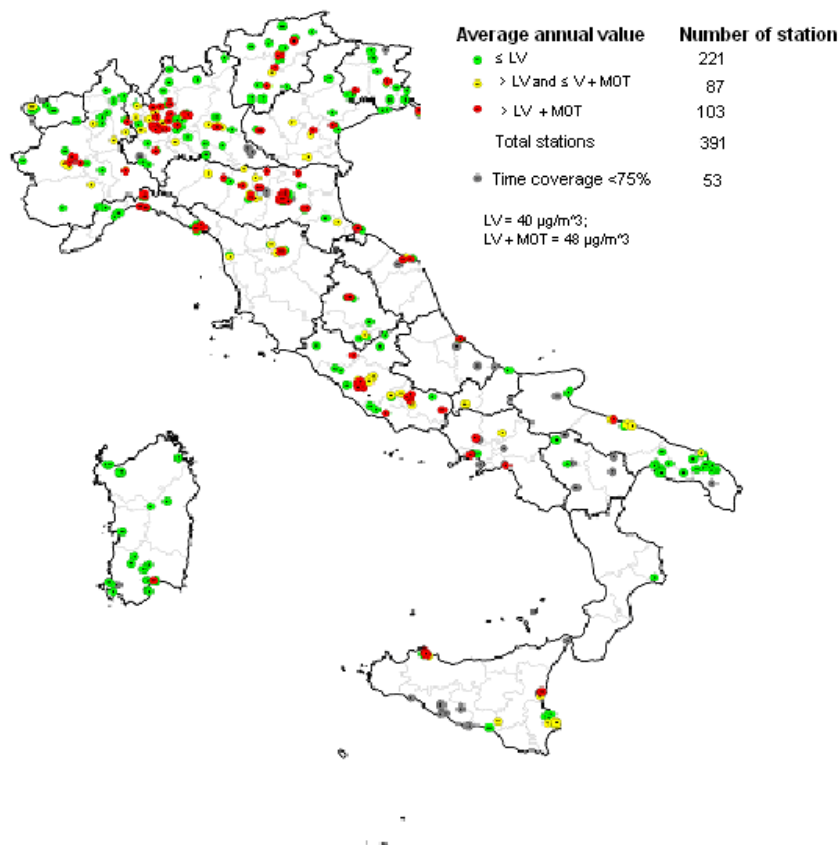 Average annual value Number of station
≤ LV 221
> LV and ≤ V + MOT 87
> LV + MOT 103
Total stations 391
Time coverage <75% 53
LV = 40 µg/m^3;
LV + MOT = 48 µg/m^3